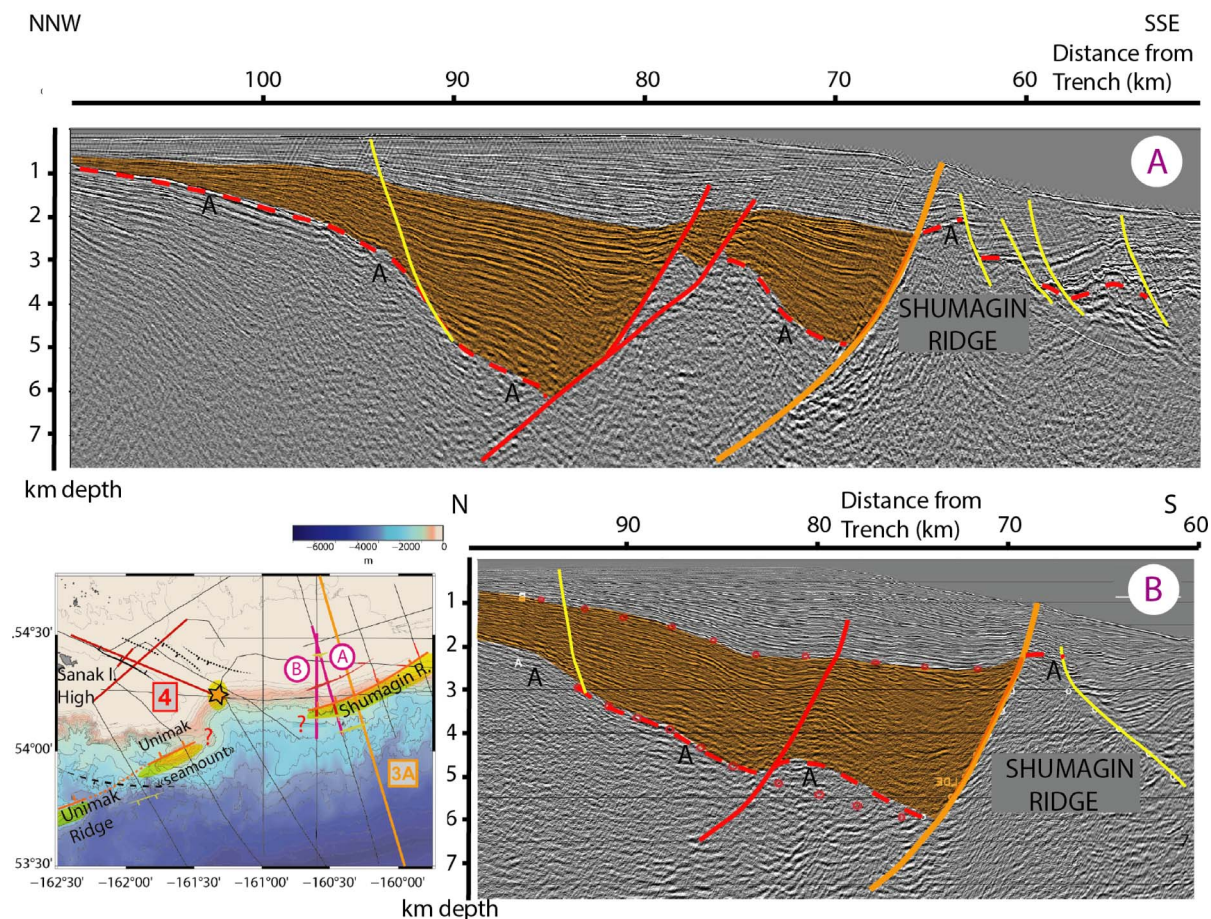 NNW
SSE
Distance from
Trench (km)
100
90
80
70
60
A
1
2
3
4
5
6
7
A
A
A
A
A
SHUMAGIN
RIDGE
km depth
N
S
Distance from
Trench (km)
90
80
70
60
B
1
2
3
4
5
6
7
A
A
A
A
SHUMAGIN
RIDGE
km depth
−6000
−4000
−2000
0
m
54°30'
54°00'
53°30'
−162°30'
−162°00'
−161°30'
−161°00'
−160°30'
−160°00'
Sanak I.
High
4
B
A
Shumagin R.
?
?
Unimak
«seamount»
Unimak
Ridge
3A